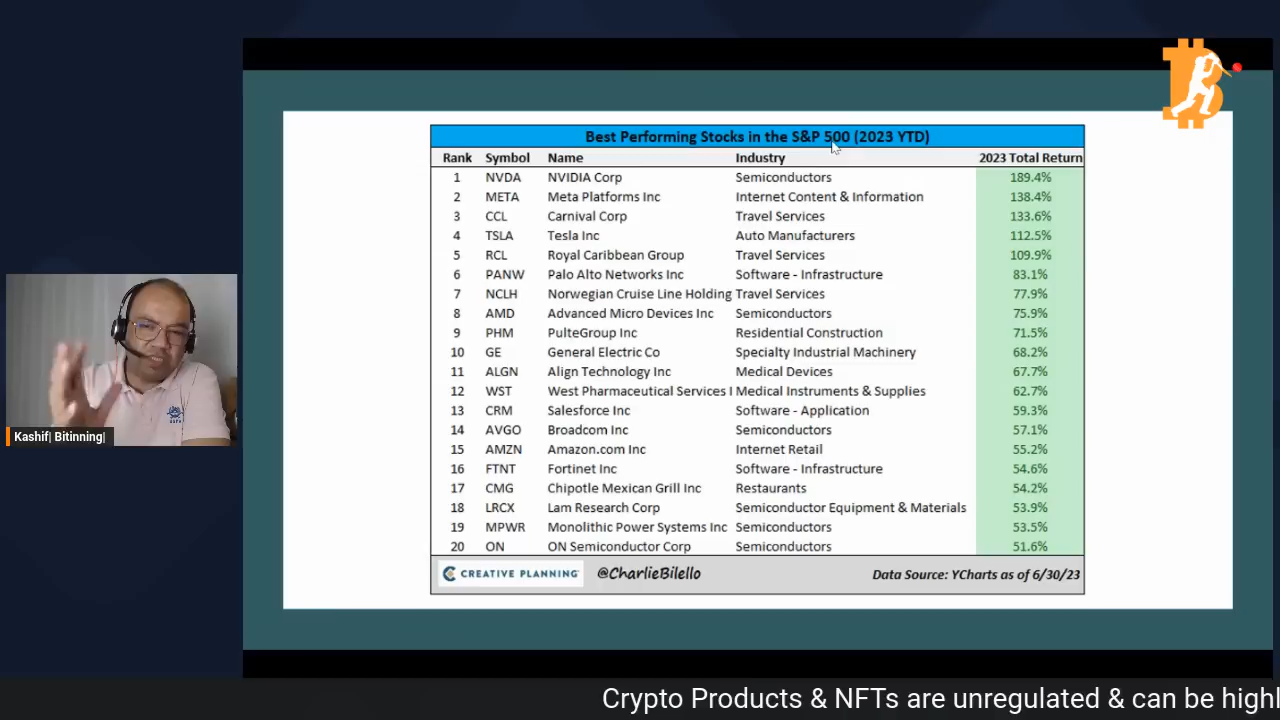 Best Performing Stocks in the S&P 500 (2023 YTD)
Rank Symbol Name Industry 2023 Total Return
1 NVDA NVIDIA Corp Semiconductors 189.4%
2 META Meta Platforms Inc Internet Content & Information 138.4%
3 CCL Carnival Corp Travel Services 133.6%
4 TSLA Tesla Inc Auto Manufacturers 112.5%
5 RCL Royal Caribbean Group Travel Services 109.9%
6 PANW Palo Alto Networks Inc Software - Infrastructure 83.1%
7 NCLH Norwegian Cruise Line Holding Travel Services 77.9%
8 AMD Advanced Micro Devices Inc Semiconductors 75.9%
9 PHM PulteGroup Inc Residential Construction 71.5%
10 GE General Electric Co Specialty Industrial Machinery 68.2%
11 ALGN Align Technology Inc Medical Devices 67.7%
12 WST West Pharmaceutical Services I Medical Instruments & Supplies 62.7%
13 CRM Salesforce Inc Software - Application 59.3%
14 AVGO Broadcom Inc Semiconductors 57.1%
15 AMZN Amazon.com Inc Internet Retail 55.2%
16 FTNT Fortinet Inc Software - Infrastructure 54.6%
17 CMG Chipotle Mexican Grill Inc Restaurants 54.2%
18 LRCX Lam Research Corp Semiconductor Equipment & Materials 53.9%
19 MPWR Monolithic Power Systems Inc Semiconductors 53.5%
20 ON ON Semiconductor Corp Semiconductors 51.6%
CREATIVE PLANNING @CharlieBilello Data Source: YCharts as of 6/30/23
Kashif| Bitinning|
Crypto Products & NFTs are unregulated & can be highl